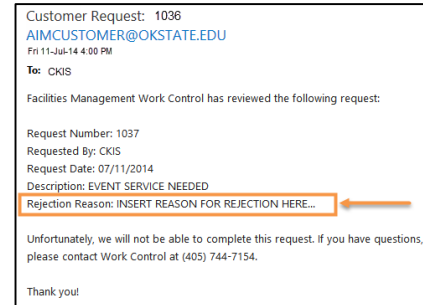 Customer Request: 1036
AIMCUSTOMER@OKSTATE.EDU
Fri 11-Jul-14 4:00 PM
To: CKIS
Facilities Management Work Control has reviewed the following request:
Request Number: 1037
Requested By: CKIS
Request Date: 07/11/2014
Description: EVENT SERVICE NEEDED
Rejection Reason: INSERT REASON FOR REJECTION HERE...
Unfortunately, we will not be able to complete this request. If you have questions,
please contact Work Control at (405) 744-7154.
Thank you!